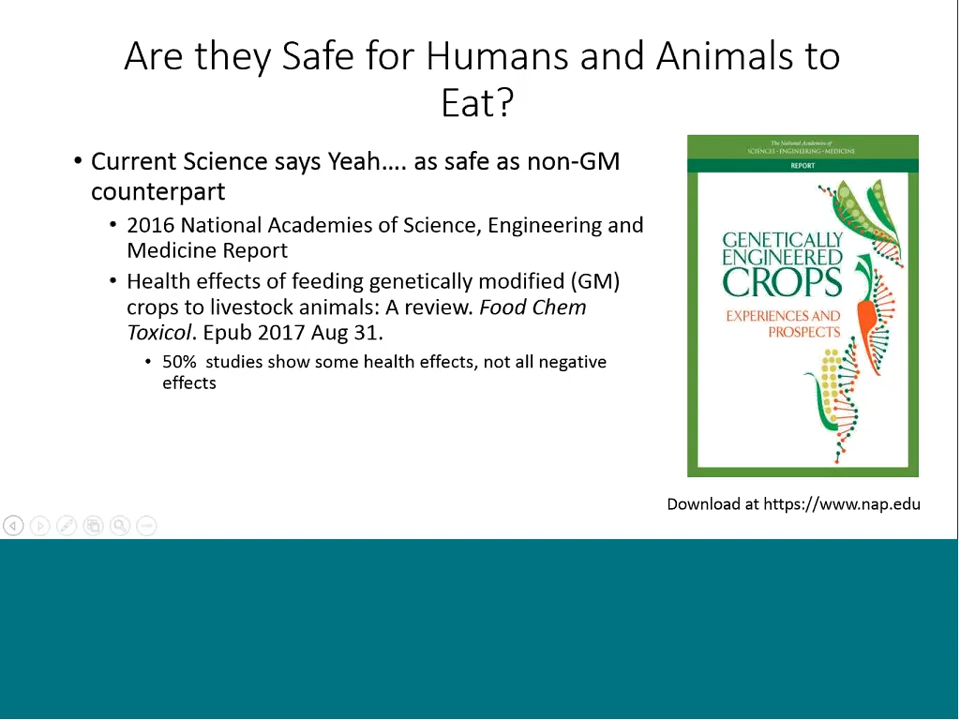 Are they Safe for Humans and Animals to
Eat?
• Current Science says Yeah…. as safe as non-GM
counterpart
• 2016 National Academies of Science, Engineering and
Medicine Report
• Health effects of feeding genetically modified (GM)
crops to livestock animals: A review. Food Chem
Toxicol. Epub 2017 Aug 31.
• 50% studies show some health effects, not all negative
effects
The National Academies of
SCIENCES • ENGINEERING • MEDICINE
REPORT
GENETICALLY
ENGINEERED
CROPS
EXPERIENCES AND
PROSPECTS
Download at https://www.nap.edu